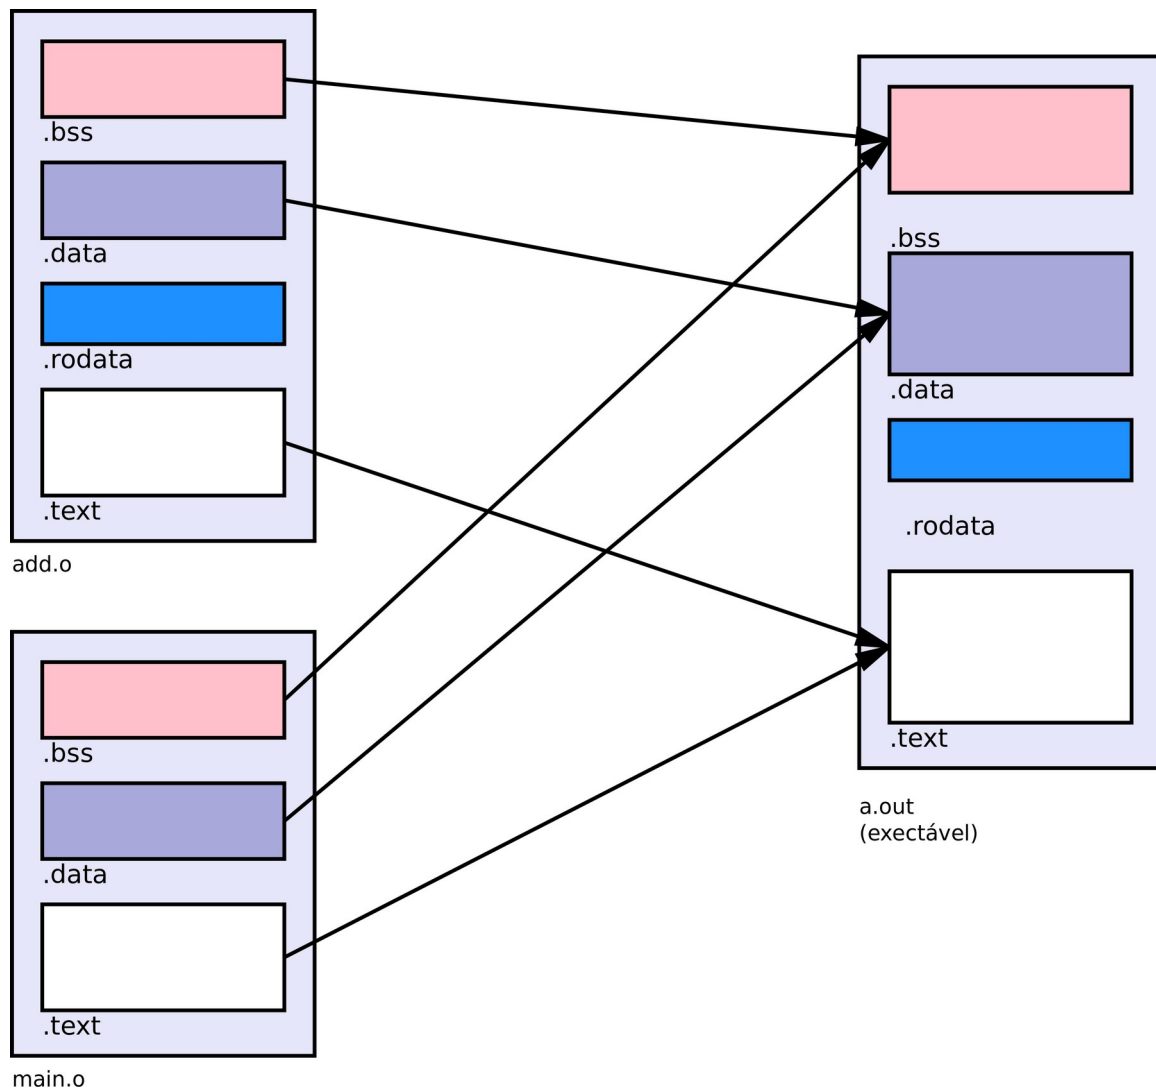 .bss
.data
.rodata
.text
add.o
.bss
.data
.text
main.o
.bss
.data
.rodata
.text
a.out
(exectável)